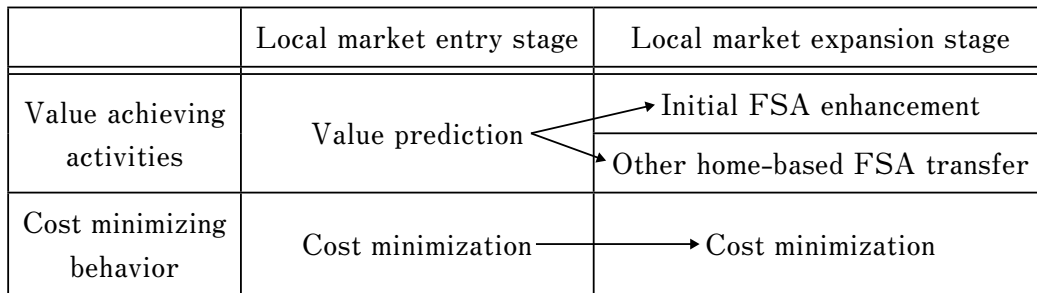 Local market entry stage
Local market expansion stage
Value achieving
activities
Value prediction
Initial FSA enhancement
Other home-based FSA transfer
Cost minimizing
behavior
Cost minimization
Cost minimization